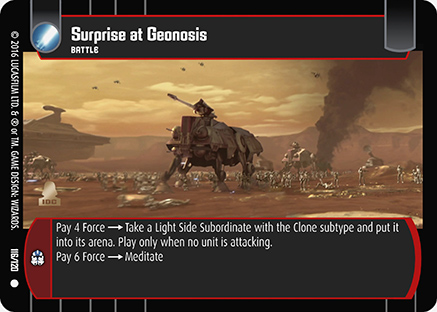 Surprise at Geonosis
BATTLE
© 2016 LUCASFILM LTD. & ® or TM. GAME DESIGN: WIZARDS.
IDC
Pay 4 Force → Take a Light Side Subordinate with the Clone subtype and put it
into its arena. Play only when no unit is attacking.
Pay 6 Force → Meditate